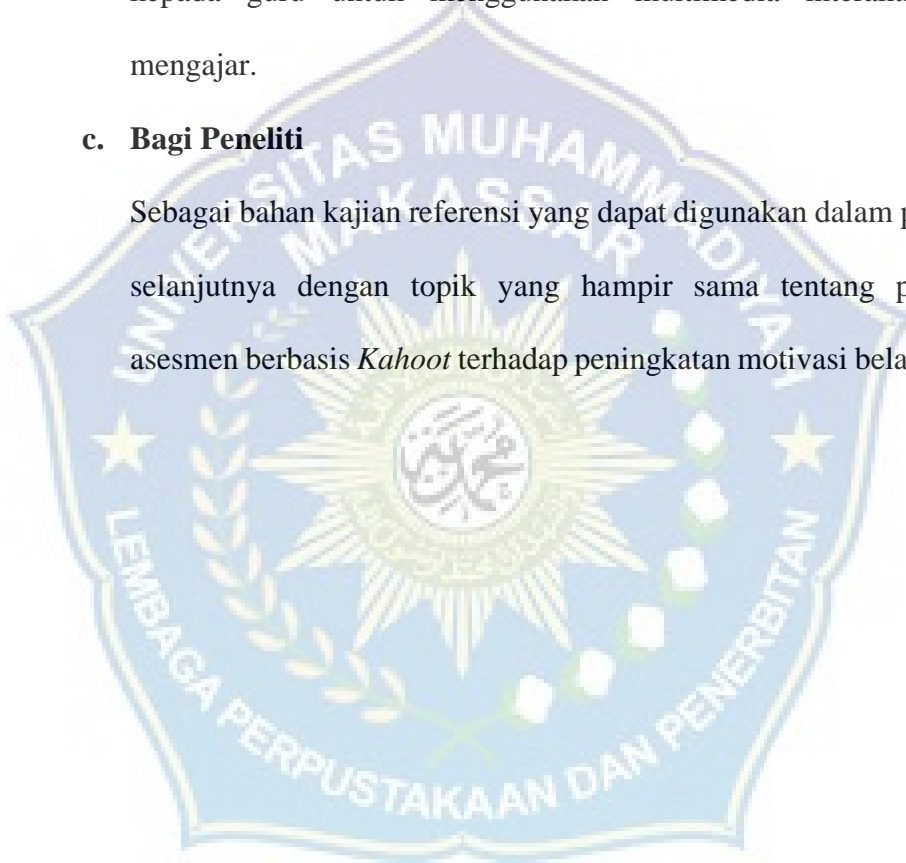 kepada guru untuk menggunakan multimedia
mengajar.
c. Bagi Peneliti
Sebagai bahan kajian referensi yang dapat digunakan dalam p
selanjutnya dengan topik yang hampir sama tentang p
asesmen berbasis Kahoot terhadap peningkatan motivasi bela
UNIVERSITAS MUHAMMADIYAH
MAKASSAR
LEMBAGA PERPUSTAKAAN DAN PENERBITAN